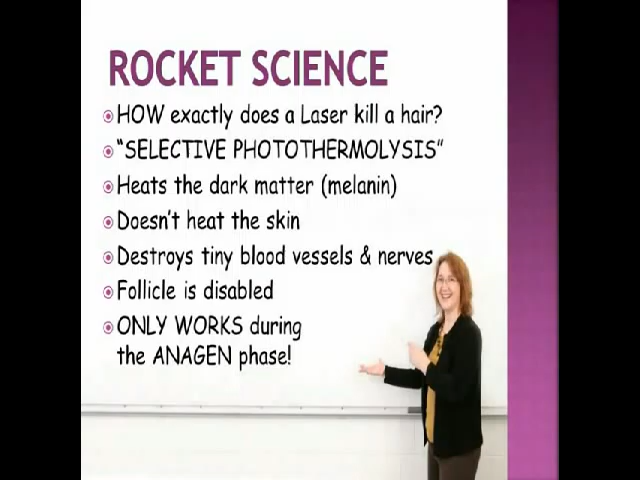 ROCKET SCIENCE
HOW exactly does a Laser kill a hair?
“SELECTIVE PHOTOTHERMOLYSIS”
Heats the dark matter (melanin)
Doesn't heat the skin
Destroys tiny blood vessels & nerves
Follicle is disabled
ONLY WORKS during
the ANAGEN phase!